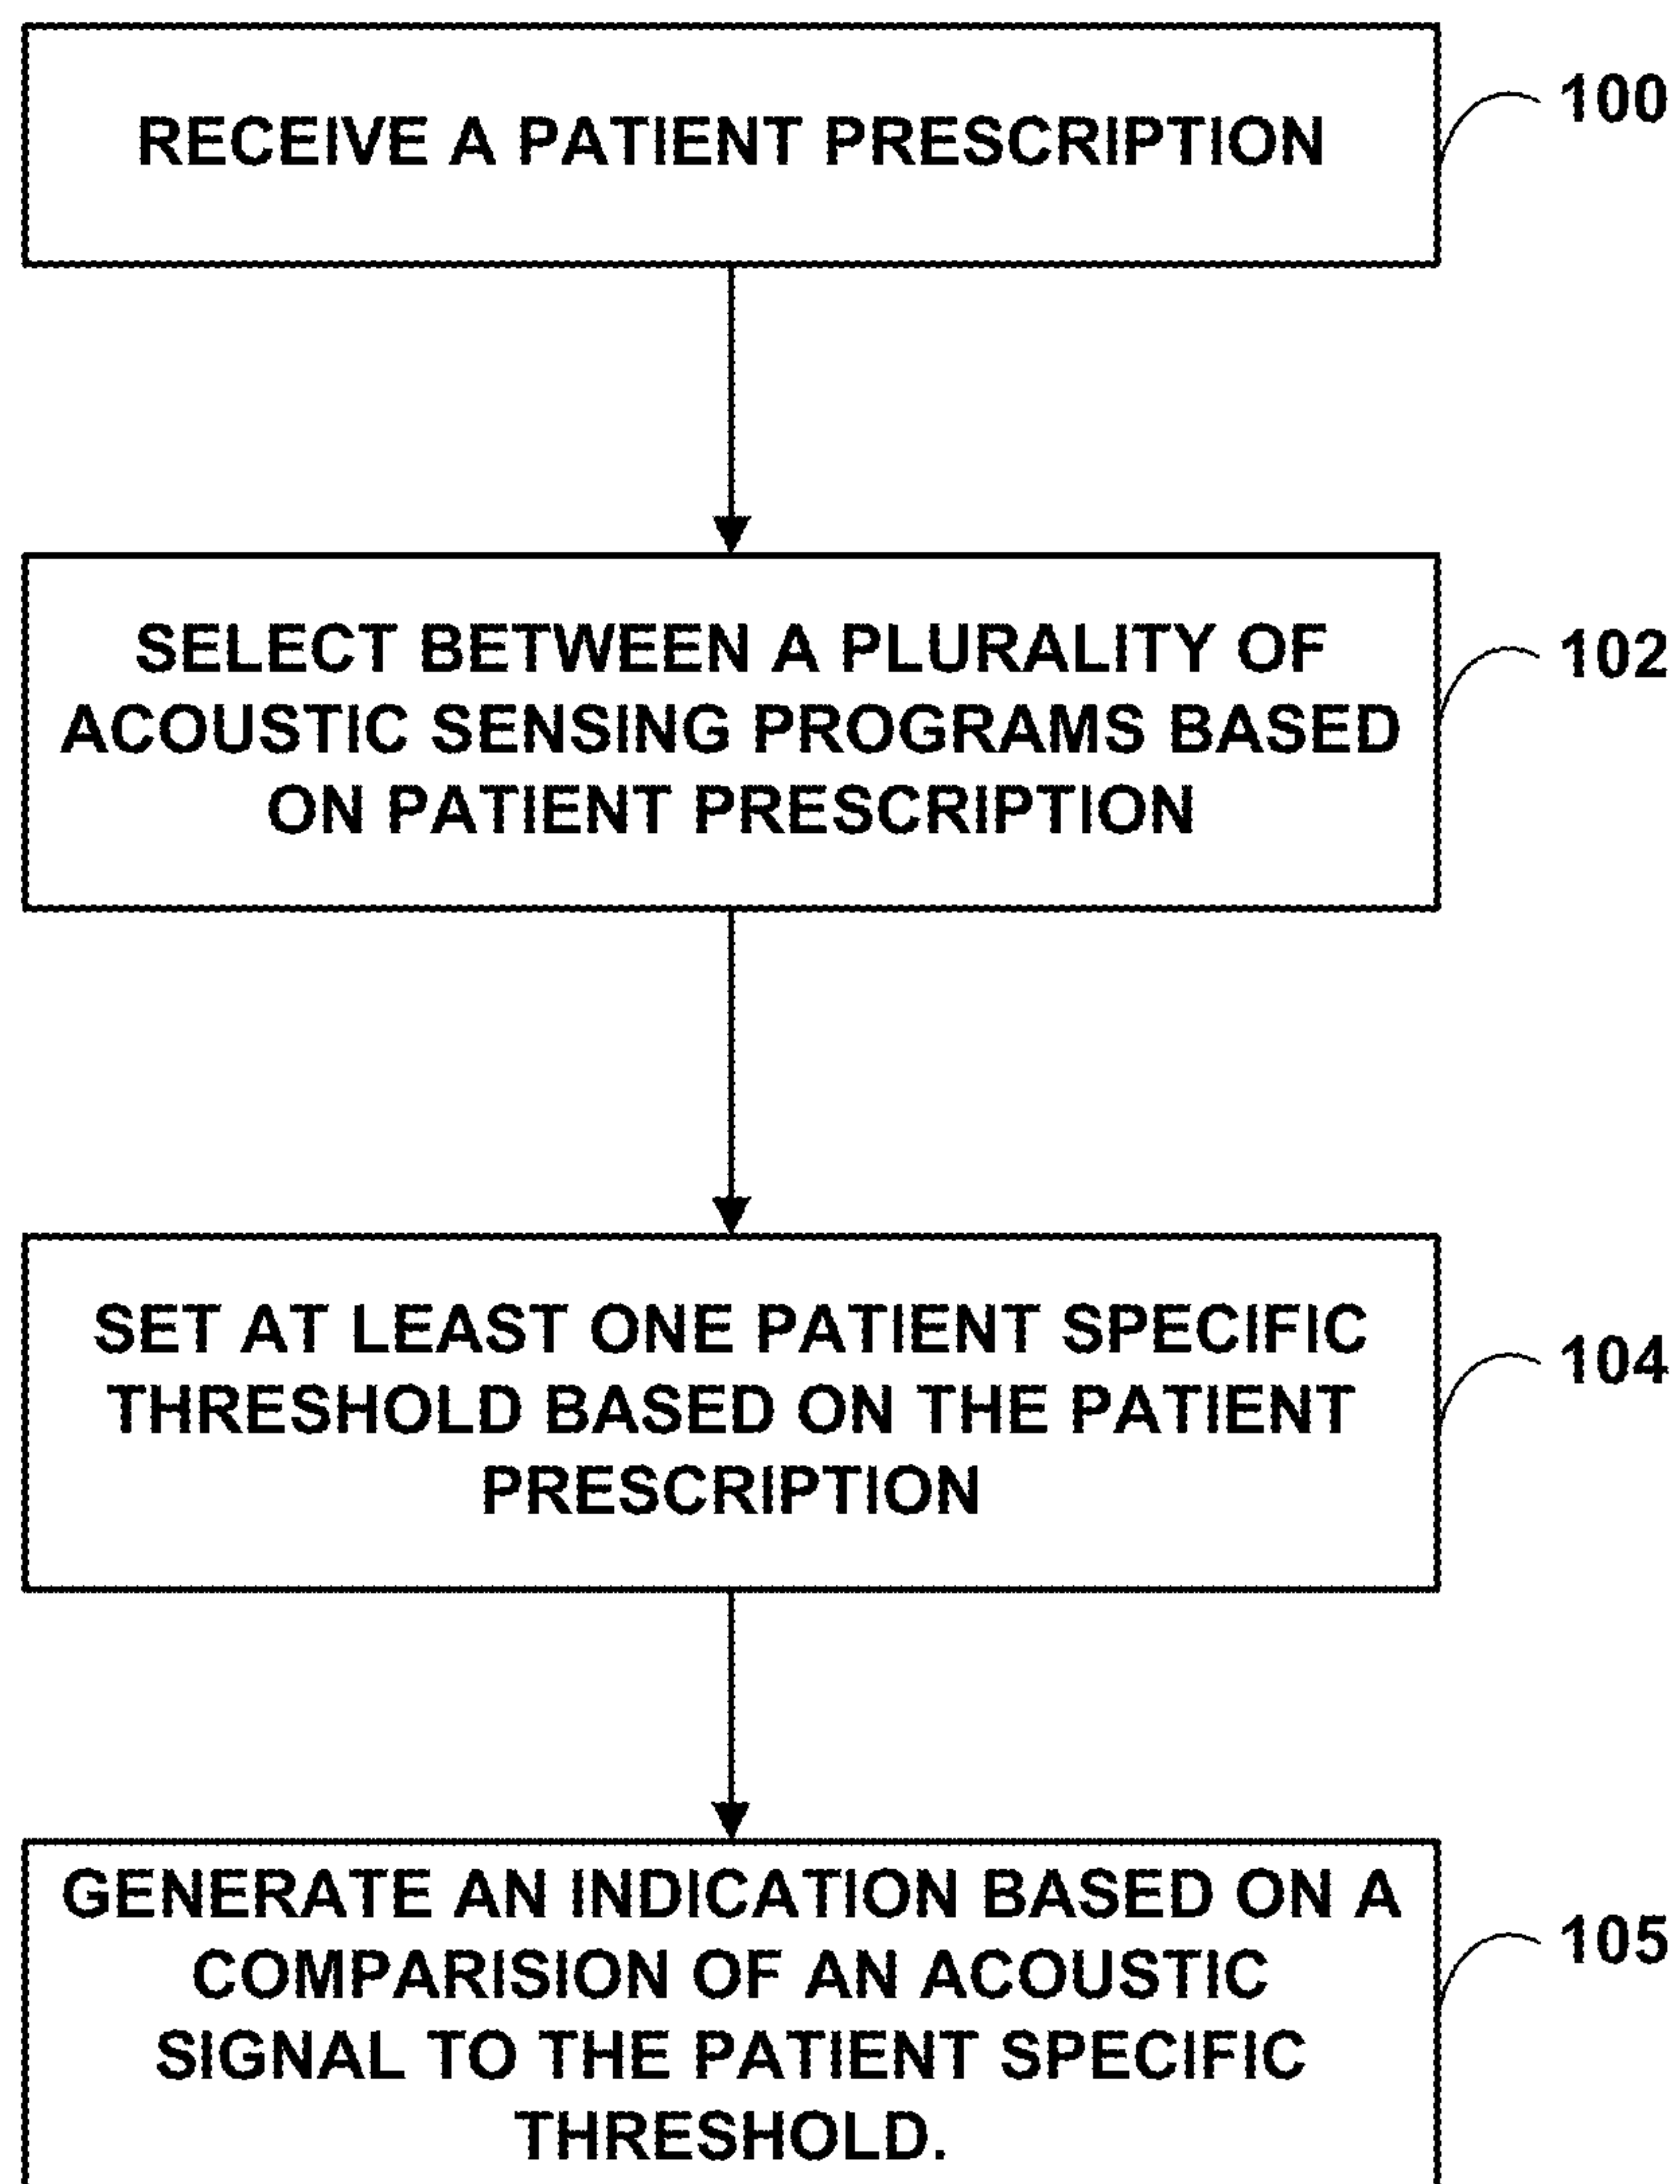 RECEIVE A PATIENT PRESCRIPTION
100
SELECT BETWEEN A PLURALITY OF
ACOUSTIC SENSING PROGRAMS BASED
ON PATIENT PRESCRIPTION
102
SET AT LEAST ONE PATIENT SPECIFIC
THRESHOLD BASED ON THE PATIENT
PRESCRIPTION
104
GENERATE AN INDICATION BASED ON A
COMPARISION OF AN ACOUSTIC
SIGNAL TO THE PATIENT SPECIFIC
THRESHOLD.
105